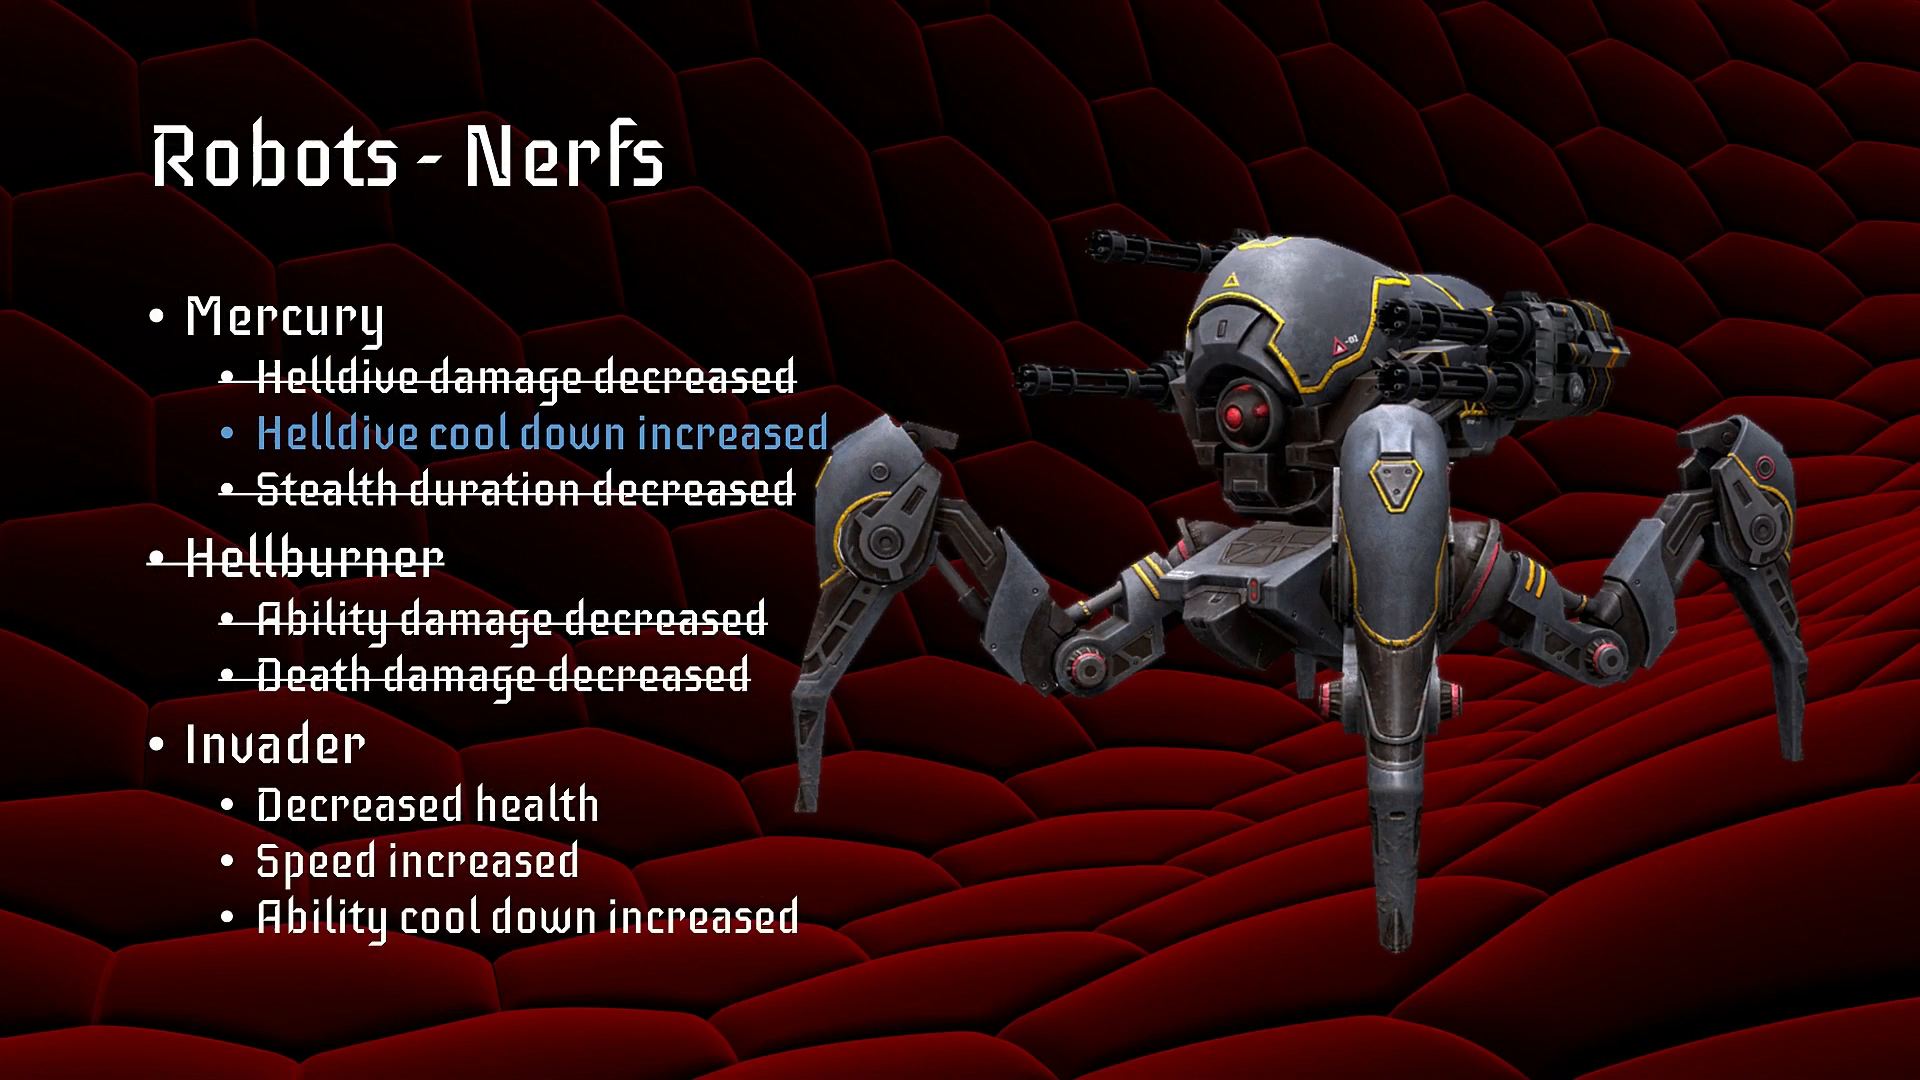 Robots - Nerfs
• Mercury
• Helldive damage decreased
• Helldive cool down increased
• Stealth duration decreased
• Hellburner
• Ability damage decreased
• Death damage decreased
• Invader
• Decreased health
• Speed increased
• Ability cool down increased
-01